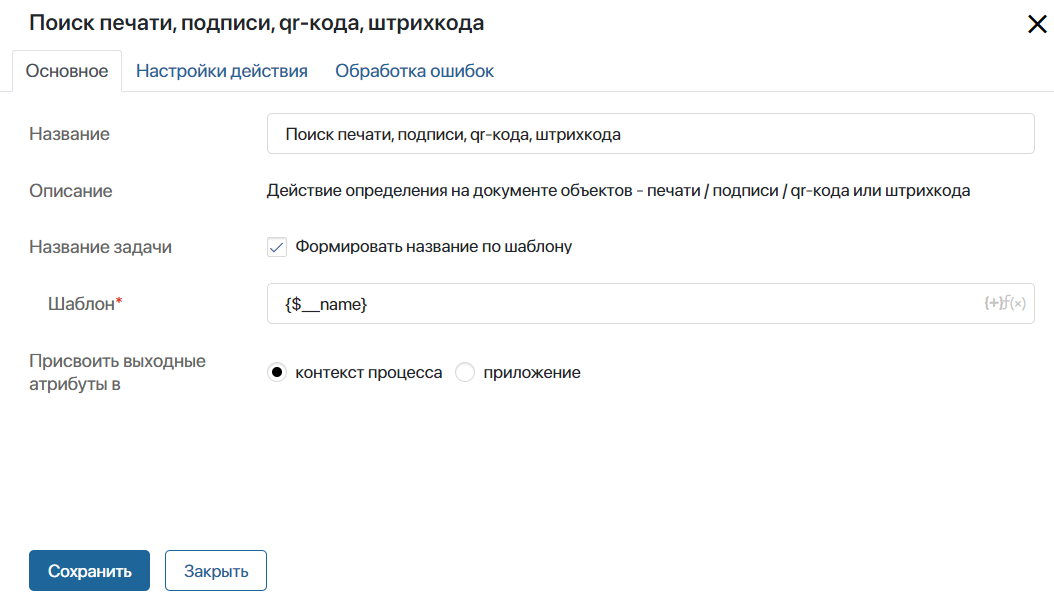 Поиск печати, подписи, qr-кода, штрихкода
Основное Настройки действия Обработка ошибок
Название Поиск печати, подписи, qr-кода, штрихкода
Описание Действие определения на документе объектов - печати / подписи / qr-кода или штрихкода
Название задачи Формировать название по шаблону
Шаблон* {$__name} {+}f(×)
Присвоить выходные
атрибуты в контекст процесса приложение
Сохранить Закрыть